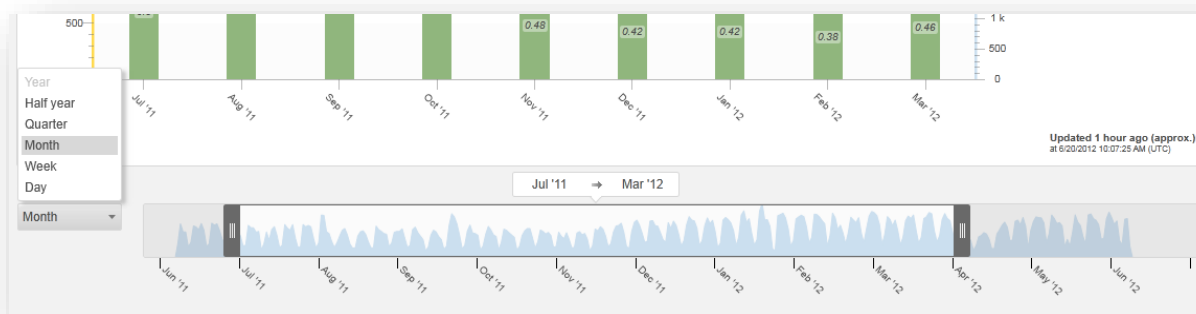 500
0.48
0.42
0.42
0.38
0.46
1 k
500
0
Jul '11
Aug '11
Sep '11
Oct '11
Nov '11
Dec '11
Jan '12
Feb '12
Mar '12
Year
Half year
Quarter
Month
Week
Day
Updated 1 hour ago (approx.)
at 6/20/2012 10:07:25 AM (UTC)
Jul '11 ➔ Mar '12
Month
Jun '11
Jul '11
Aug '11
Sep '11
Oct '11
Nov '11
Dec '11
Jan '12
Feb '12
Mar '12
Apr '12
May '12
Jun '12